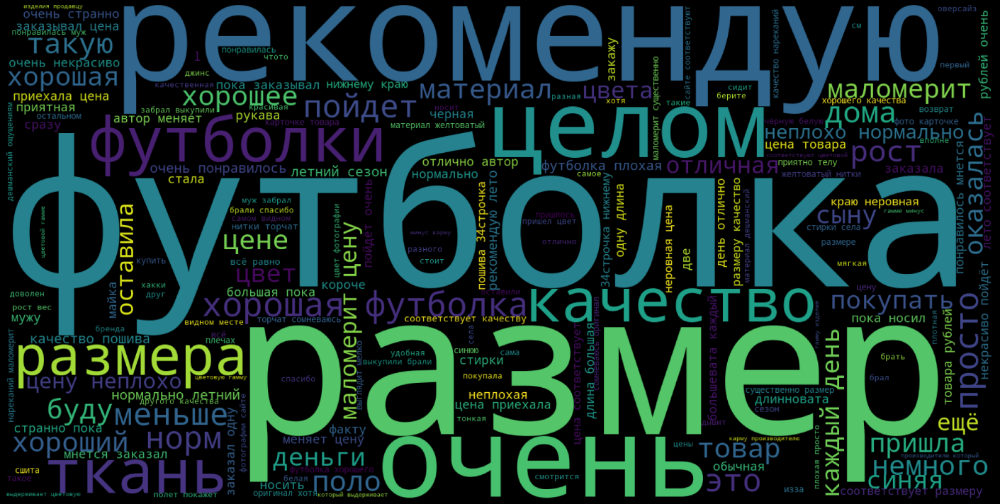 изделия продавцу
очень странно
рекомендую
оверсайз
заказывал цена
понравилась муж
такую
понравилась
чтото
1
см
очень некрасиво
хорошая
джинс
качественная
пока заказывал
нижнему краю
материал
разная
цвета
закажу
хотя
сидит
берите
такие
сайте соответствуют
качество нареканий
первый
маломерит
рублей очень
приехала цена
хорошее
приятная
забрал выкупили
красивая
пойдет
черная
маломерит существенно
хорошего качества
возврат
дома
остальном
автор меняет
рукава
носит
карточке товара
материал желтоватый
целом
черную белую
фото карточке
сразу
футболки
неплохо нормально
вполне
дешманский ощущениям
цена товара
рост
соответствуют цветовой
приятно телу
отлично автор
футболка плохая
отличная
заказала
оказалась
очень понравилось
летний сезон
нормально
самое
желтоватый нитки
стала
футболка
муж забрал
брали спасибо
самом видном
нитки торчат
цветовой гамме
оставила
цене
цену
маломерит цену
пойдет очень
цвет фотографии
пришлось
пришел цвет
минус карму
отлично
разного
стоит
пошива 34строчка
рекомендую лето
34строчка нижнему
одну длина
неровная цена
две
день отлично
размеру качество
материал дешманский
краю неровная
сыну
гамме минус
стирки села
размере
мягкая
понравилось мнется
лето соответствует
всё равно
купить
цвет
хакки
друг
майка
короче
доволен
большая пока
оставили
рост вес
мужу
хорошая
футболка
качество
покупать
видном месте
торчат сомневаюсь
соответствует качеству
пока носил
просто
некрасиво пойдёт
качество пошива
бренда
всё
плечах
села
синюю
сама
удобная
выкупили брали
стирки
покупала
нареканий маломерит
размера
цветовую гамму
спасибо
размер
выглядит мелко
цена соответствует
сомневаюсь оригинал
длина большая
большевата каждый
гамму изделия
плотная
брать
брал
товара рублей
цену неплохо
нормально летний
другого качества
неплохая
цена приехала
тонкая
существенно размер
длинновата
сезон
дышит
каждый день
ещё
буду
меньше
странно пока
хороший
норм
факту
меняет цену
очень
цены
карму производителю
товар
пришла
мнется заказал
заказал одну
фотографии сайте
деньги
обычная
производителю который
немного
сшита
такое
ткань
футболка хорошего
носить
белая
поло
смотрится
это
плохая просто
синяя
выдерживает цветовую
полет покажет
оригинал хотя
который выдерживает
изза
соответствует размеру